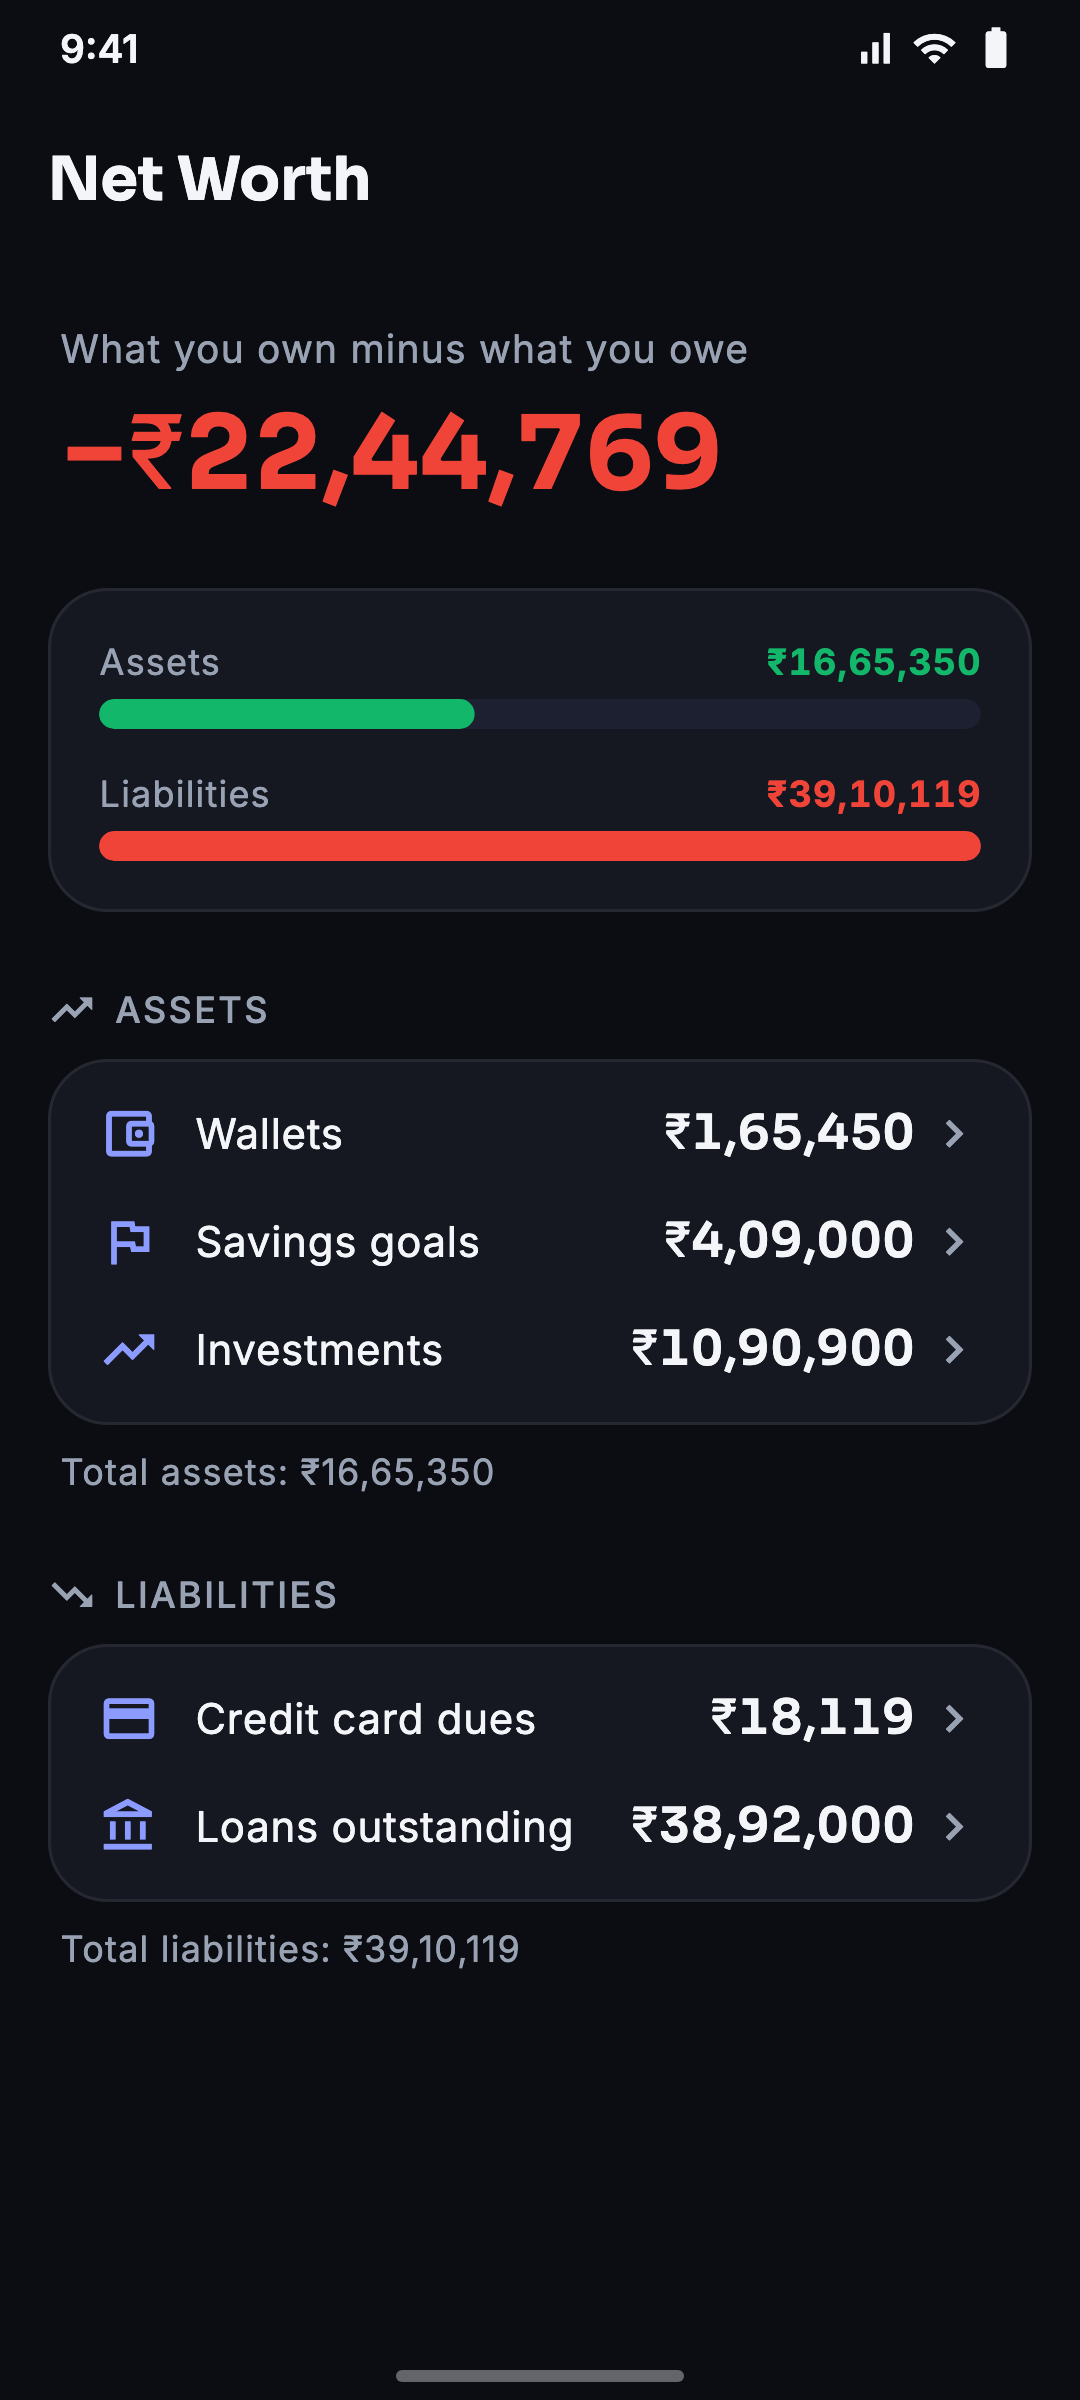 9:41
Net Worth
What you own minus what you owe
−₹22,44,769
Assets ₹16,65,350
Liabilities ₹39,10,119
ASSETS
Wallets ₹1,65,450
Savings goals ₹4,09,000
Investments ₹10,90,900
Total assets: ₹16,65,350
LIABILITIES
Credit card dues ₹18,119
Loans outstanding ₹38,92,000
Total liabilities: ₹39,10,119